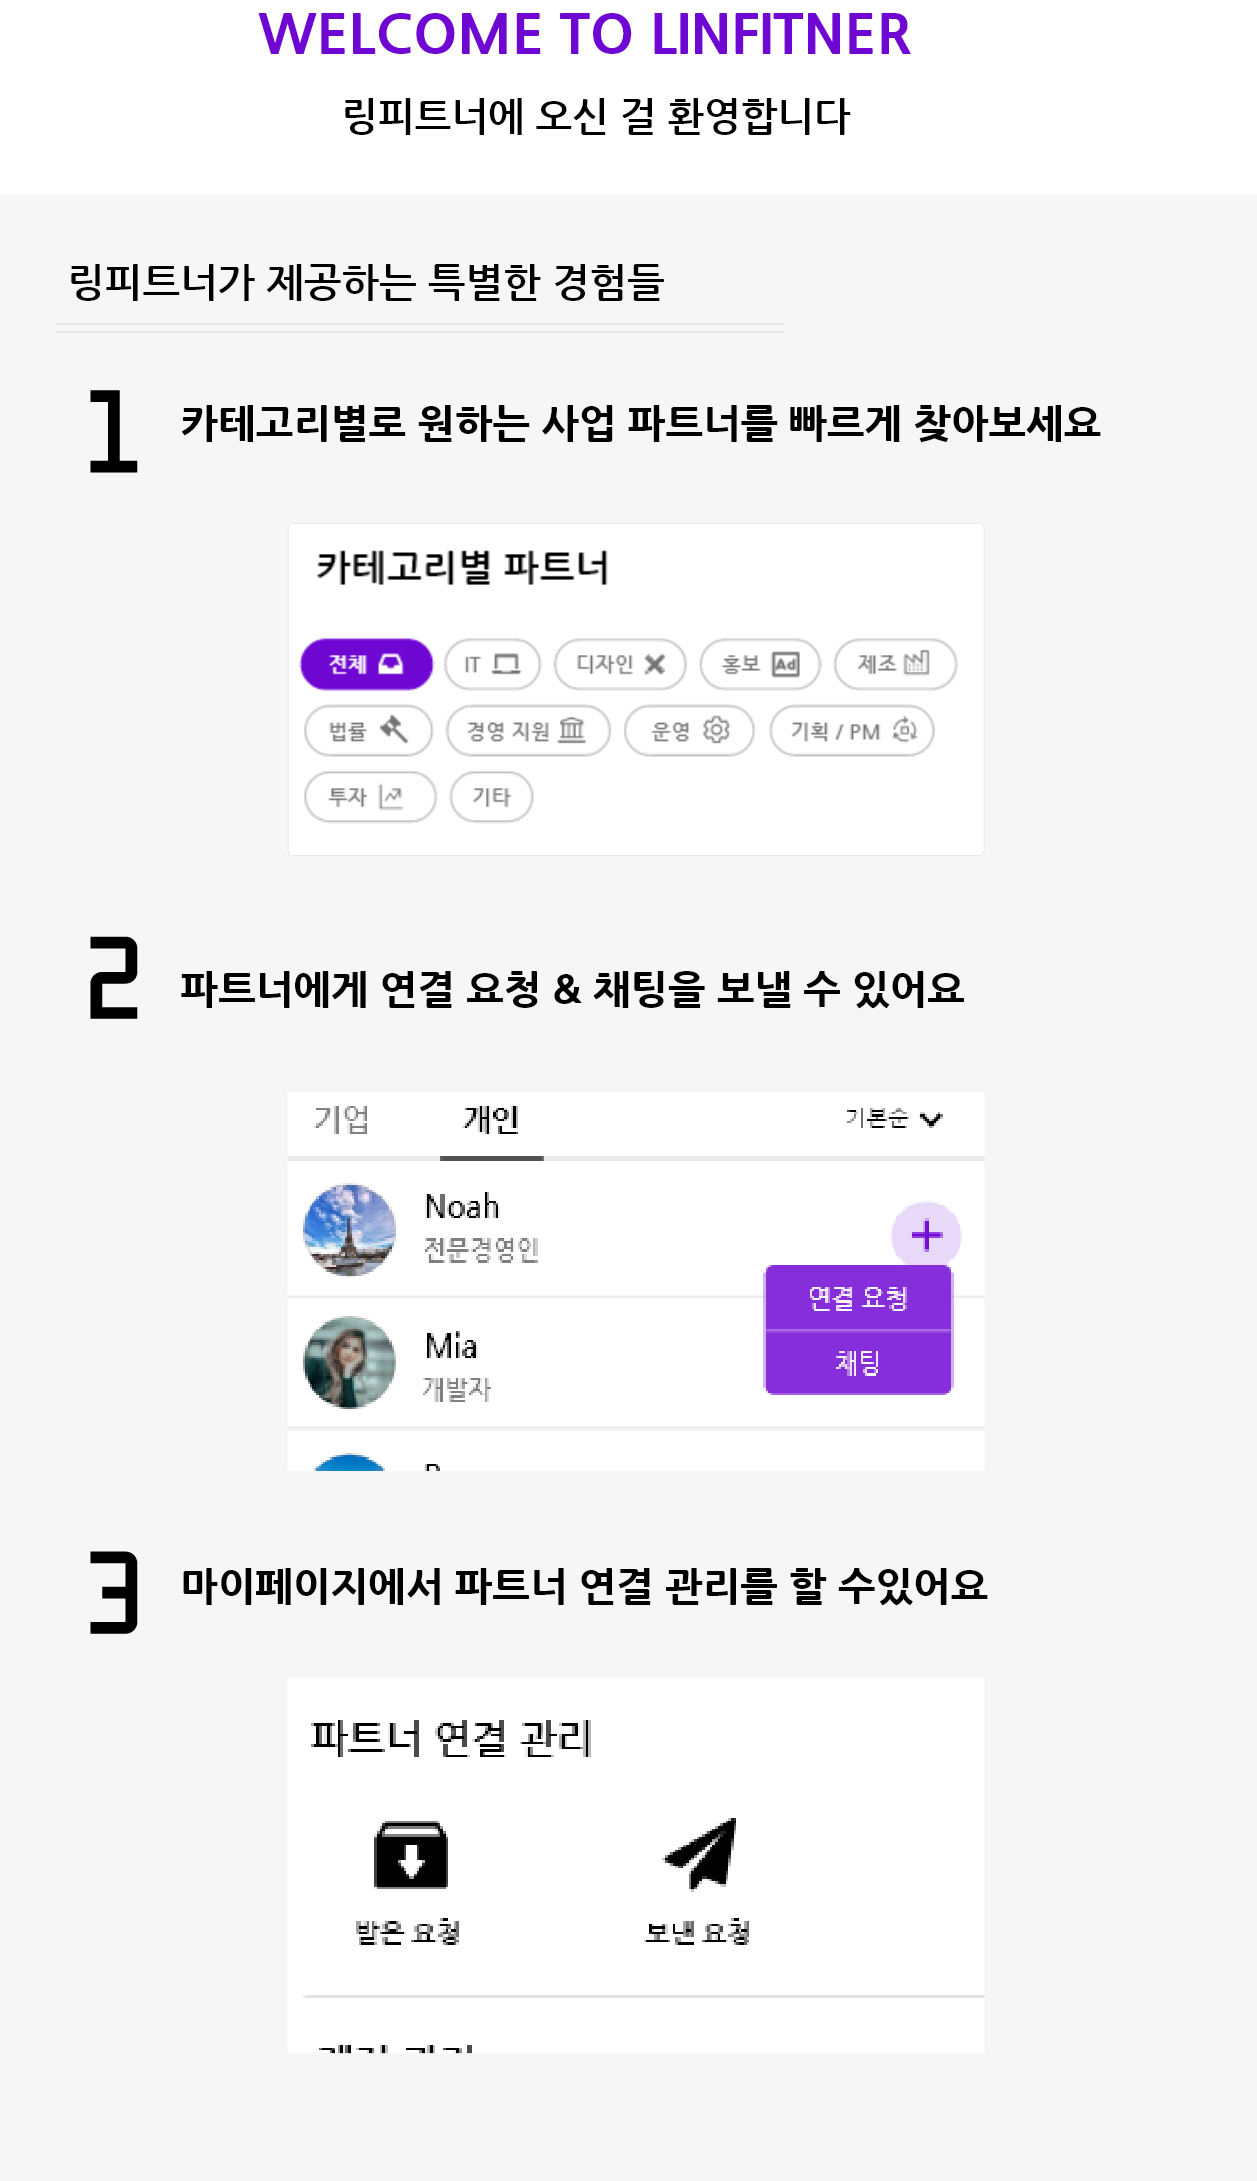 WELCOME TO LINFITNER
링피트너에 오신 걸 환영합니다
링피트너가 제공하는 특별한 경험들
1 카테고리별로 원하는 사업 파트너를 빠르게 찾아보세요
카테고리별 파트너
전체 IT 디자인 홍보 Ad 제조
법률 경영 지원 운영 기획 / PM
투자 기타
2 파트너에게 연결 요청 & 채팅을 보낼 수 있어요
기업 개인 기본순
Noah
전문경영인
연결 요청
Mia
채팅
개발자
3 마이페이지에서 파트너 연결 관리를 할 수있어요
파트너 연결 관리
받은 요청 보낸 요청